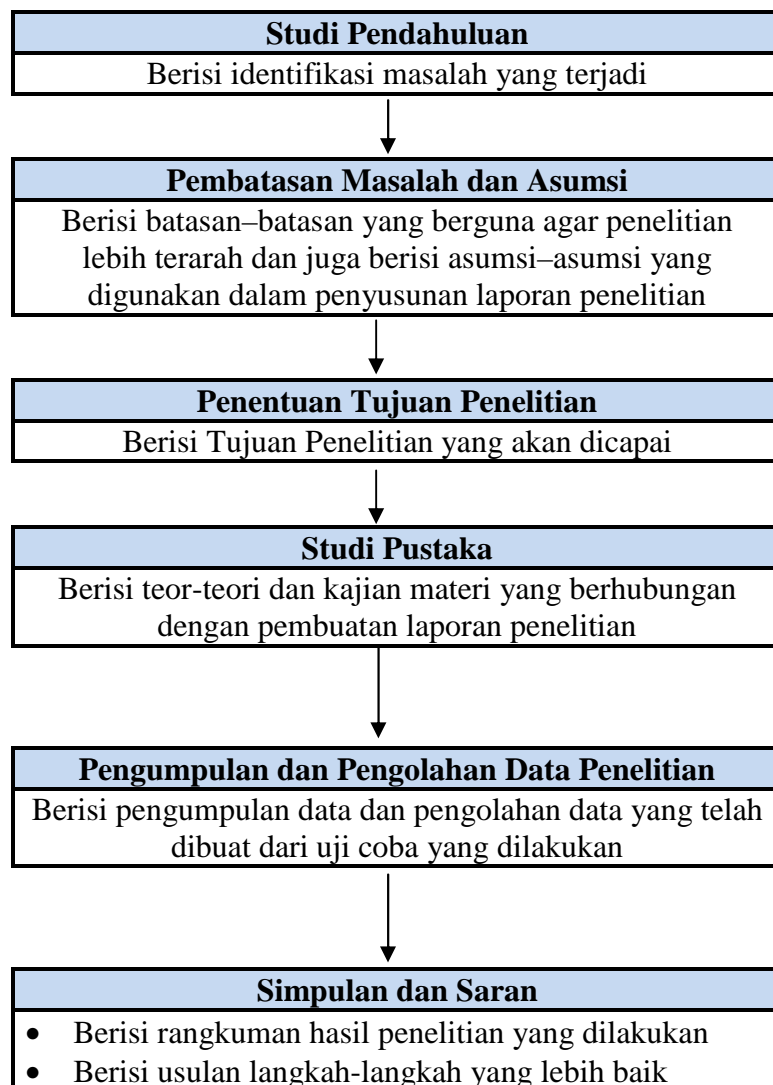 Studi Pendahuluan
Berisi identifikasi masalah yang terjadi
Pembatasan Masalah dan Asumsi
Berisi batasan–batasan yang berguna agar penelitian
lebih terarah dan juga berisi asumsi–asumsi yang
digunakan dalam penyusunan laporan penelitian
Penentuan Tujuan Penelitian
Berisi Tujuan Penelitian yang akan dicapai
Studi Pustaka
Berisi teor-teori dan kajian materi yang berhubungan
dengan pembuatan laporan penelitian
Pengumpulan dan Pengolahan Data Penelitian
Berisi pengumpulan data dan pengolahan data yang telah
dibuat dari uji coba yang dilakukan
Simpulan dan Saran
• Berisi rangkuman hasil penelitian yang dilakukan
• Berisi usulan langkah-langkah yang lebih baik